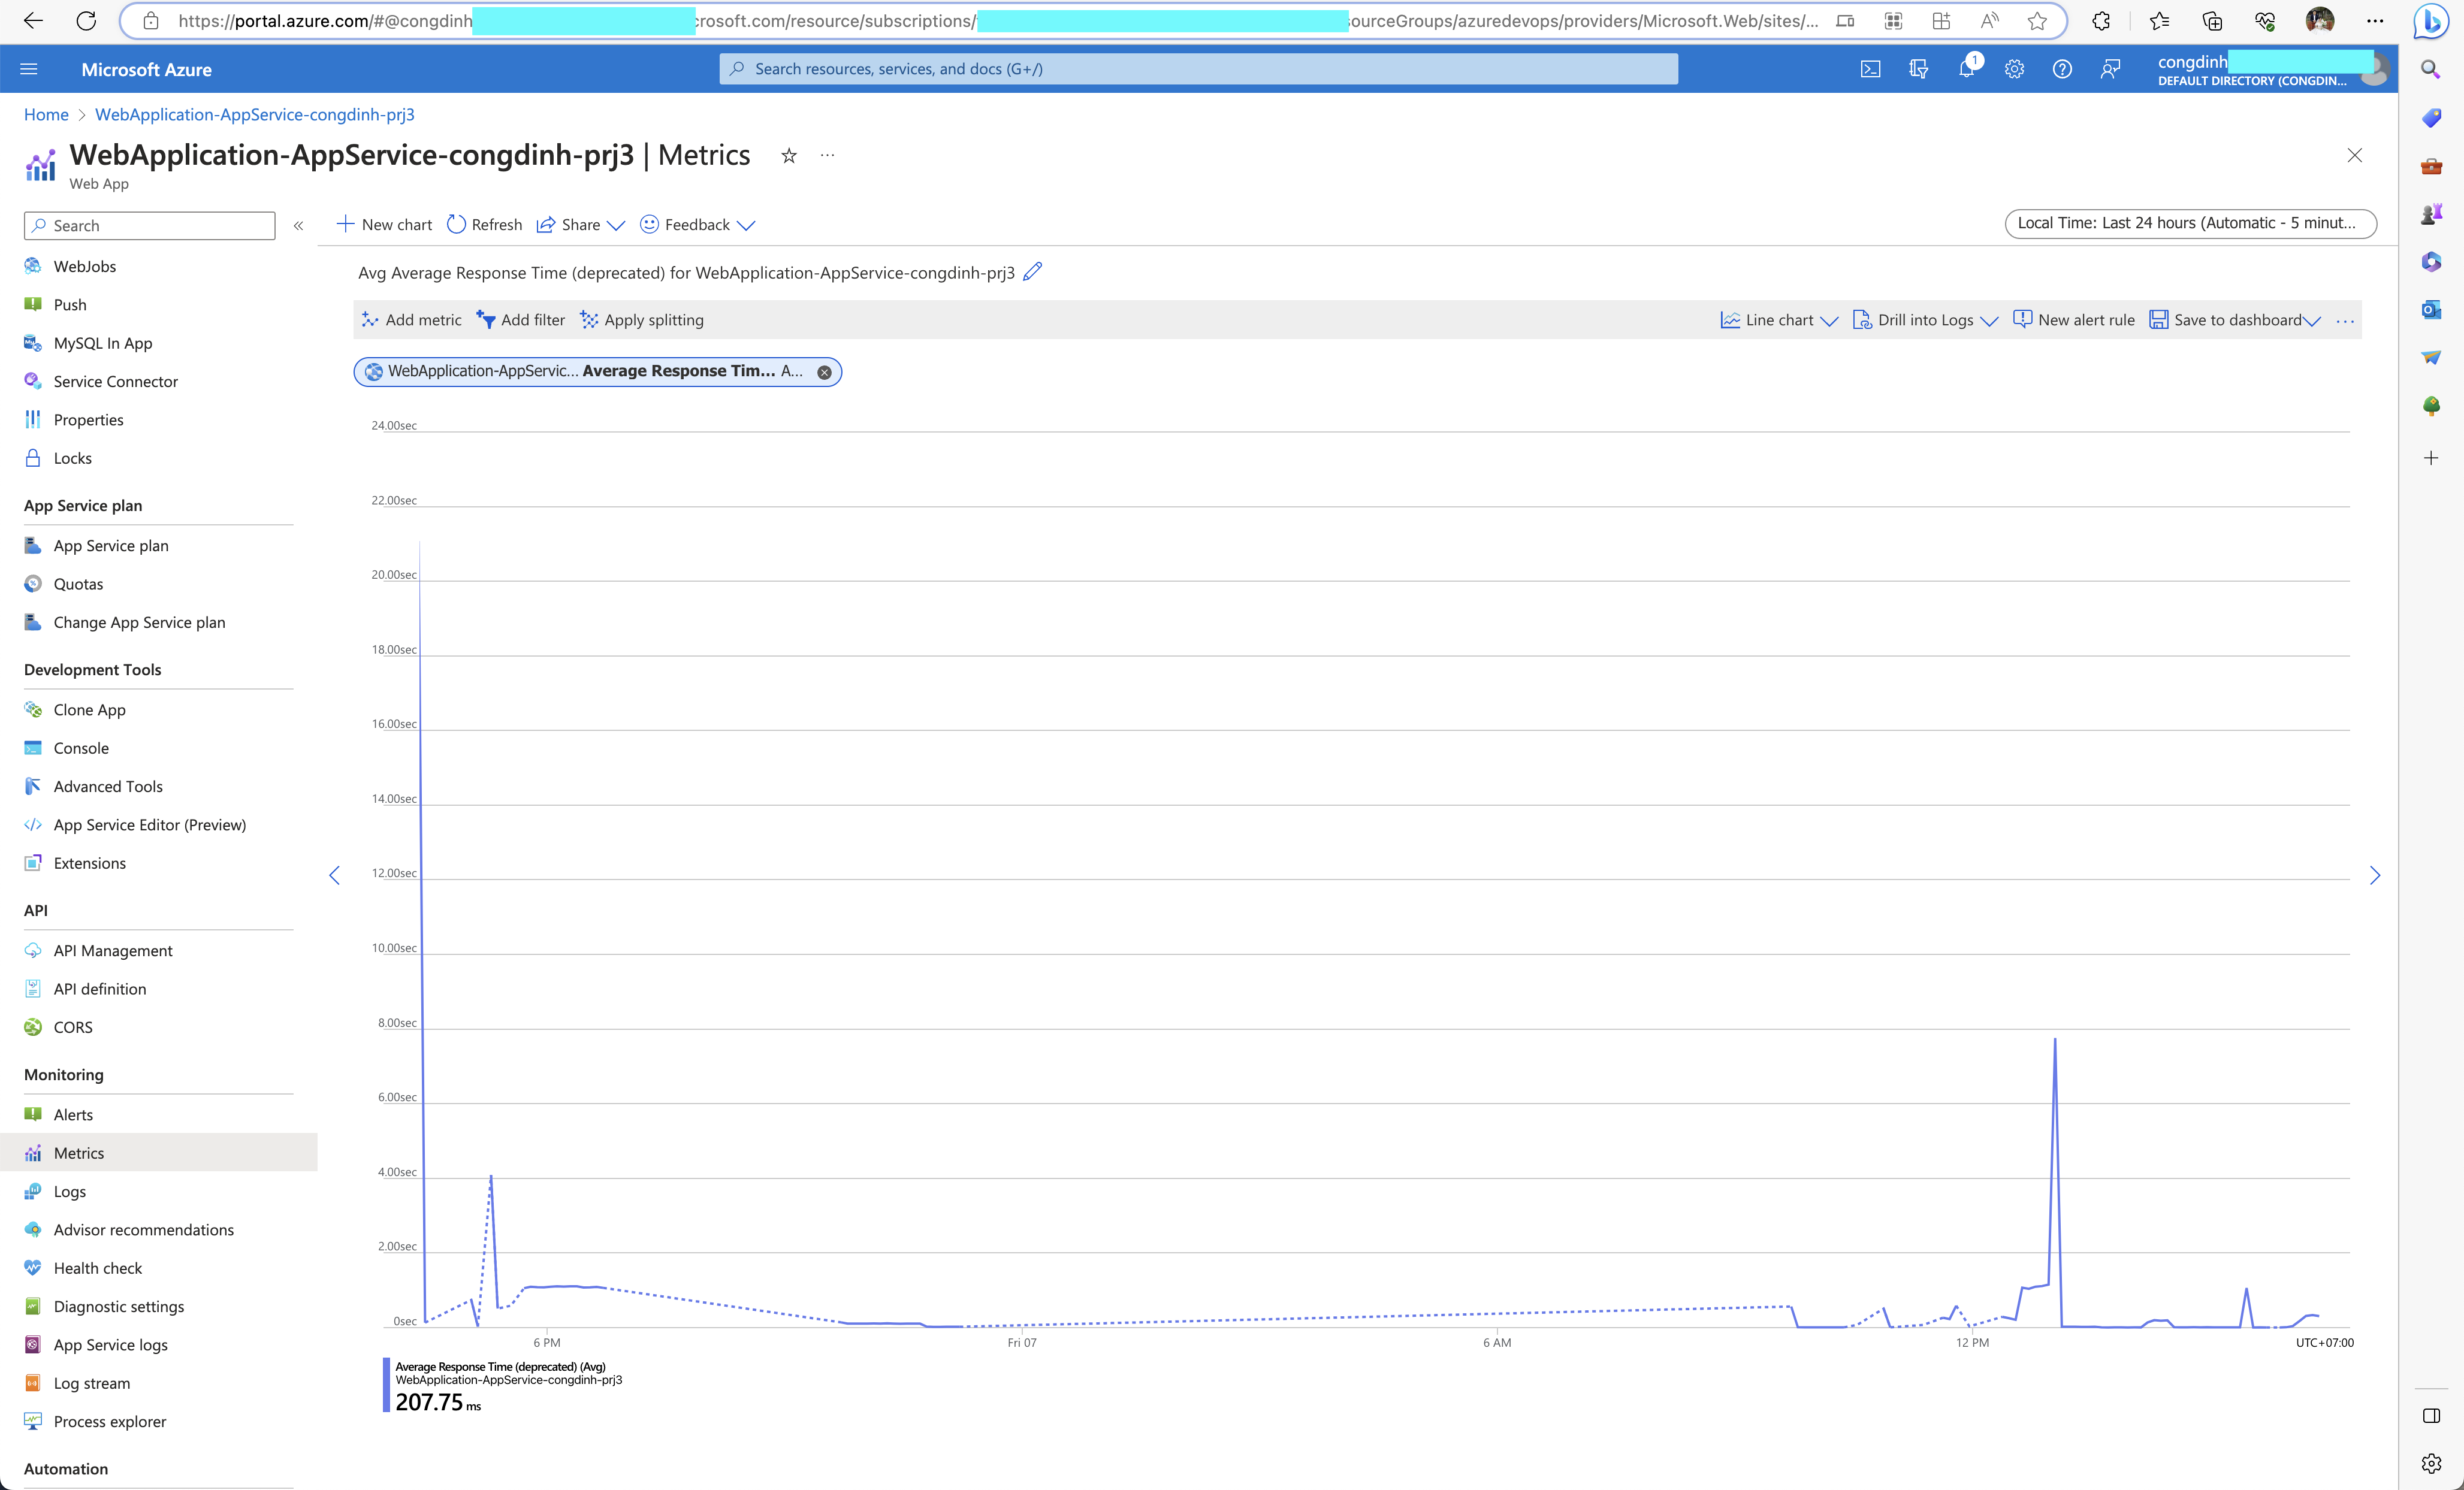 https://portal.azure.com/#@congdinh crosoft.com/resource/subscriptions/ ourceGroups/azuredevops/providers/Microsoft.Web/sites/...
Microsoft Azure
Search resources, services, and docs (G+/)
1
congdinh
DEFAULT DIRECTORY (CONGDIN...
Home > WebApplication-AppService-congdinh-prj3
WebApplication-AppService-congdinh-prj3 | Metrics
Web App
Search
«
New chart
Refresh
Share
Feedback
Local Time: Last 24 hours (Automatic - 5 minut...
WebJobs
Push
MySQL In App
Service Connector
Properties
Locks
App Service plan
App Service plan
Quotas
Change App Service plan
Development Tools
Clone App
Console
Advanced Tools
App Service Editor (Preview)
Extensions
API
API Management
API definition
CORS
Monitoring
Alerts
Metrics
Logs
Advisor recommendations
Health check
Diagnostic settings
App Service logs
Log stream
Process explorer
Automation
Avg Average Response Time (deprecated) for WebApplication-AppService-congdinh-prj3
Add metric
Add filter
Apply splitting
Line chart
Drill into Logs
New alert rule
Save to dashboard
...
WebApplication-AppServic... Average Response Tim... A...
24.00sec
22.00sec
20.00sec
18.00sec
16.00sec
14.00sec
12.00sec
10.00sec
8.00sec
6.00sec
4.00sec
2.00sec
0sec
6 PM
Fri 07
6 AM
12 PM
UTC+07:00
Average Response Time (deprecated) (Avg)
WebApplication-AppService-congdinh-prj3
207.75 ms